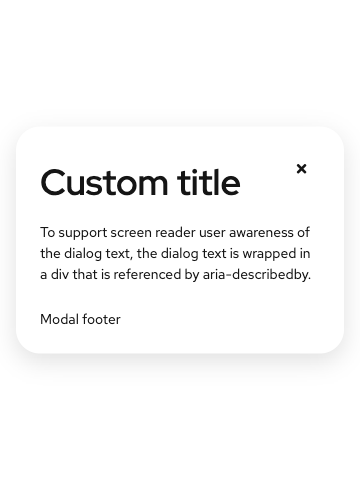 Custom title
To support screen reader user awareness of
the dialog text, the dialog text is wrapped in
a div that is referenced by aria-describedby.
Modal footer